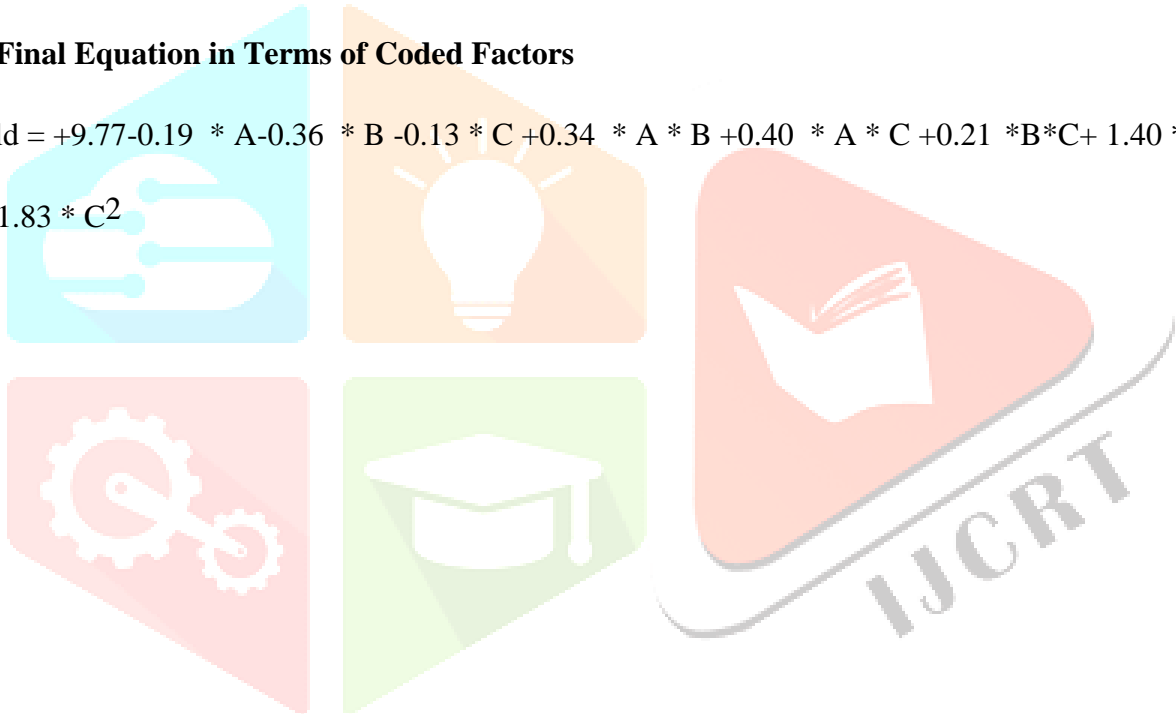 Final Equation in Terms of Coded Factors
ld = +9.77-0.19 * A-0.36 * B -0.13 * C +0.34 * A * B +0.40 * A * C +0.21 *B*C+ 1.40 *
1.83 * C2
IJCRT